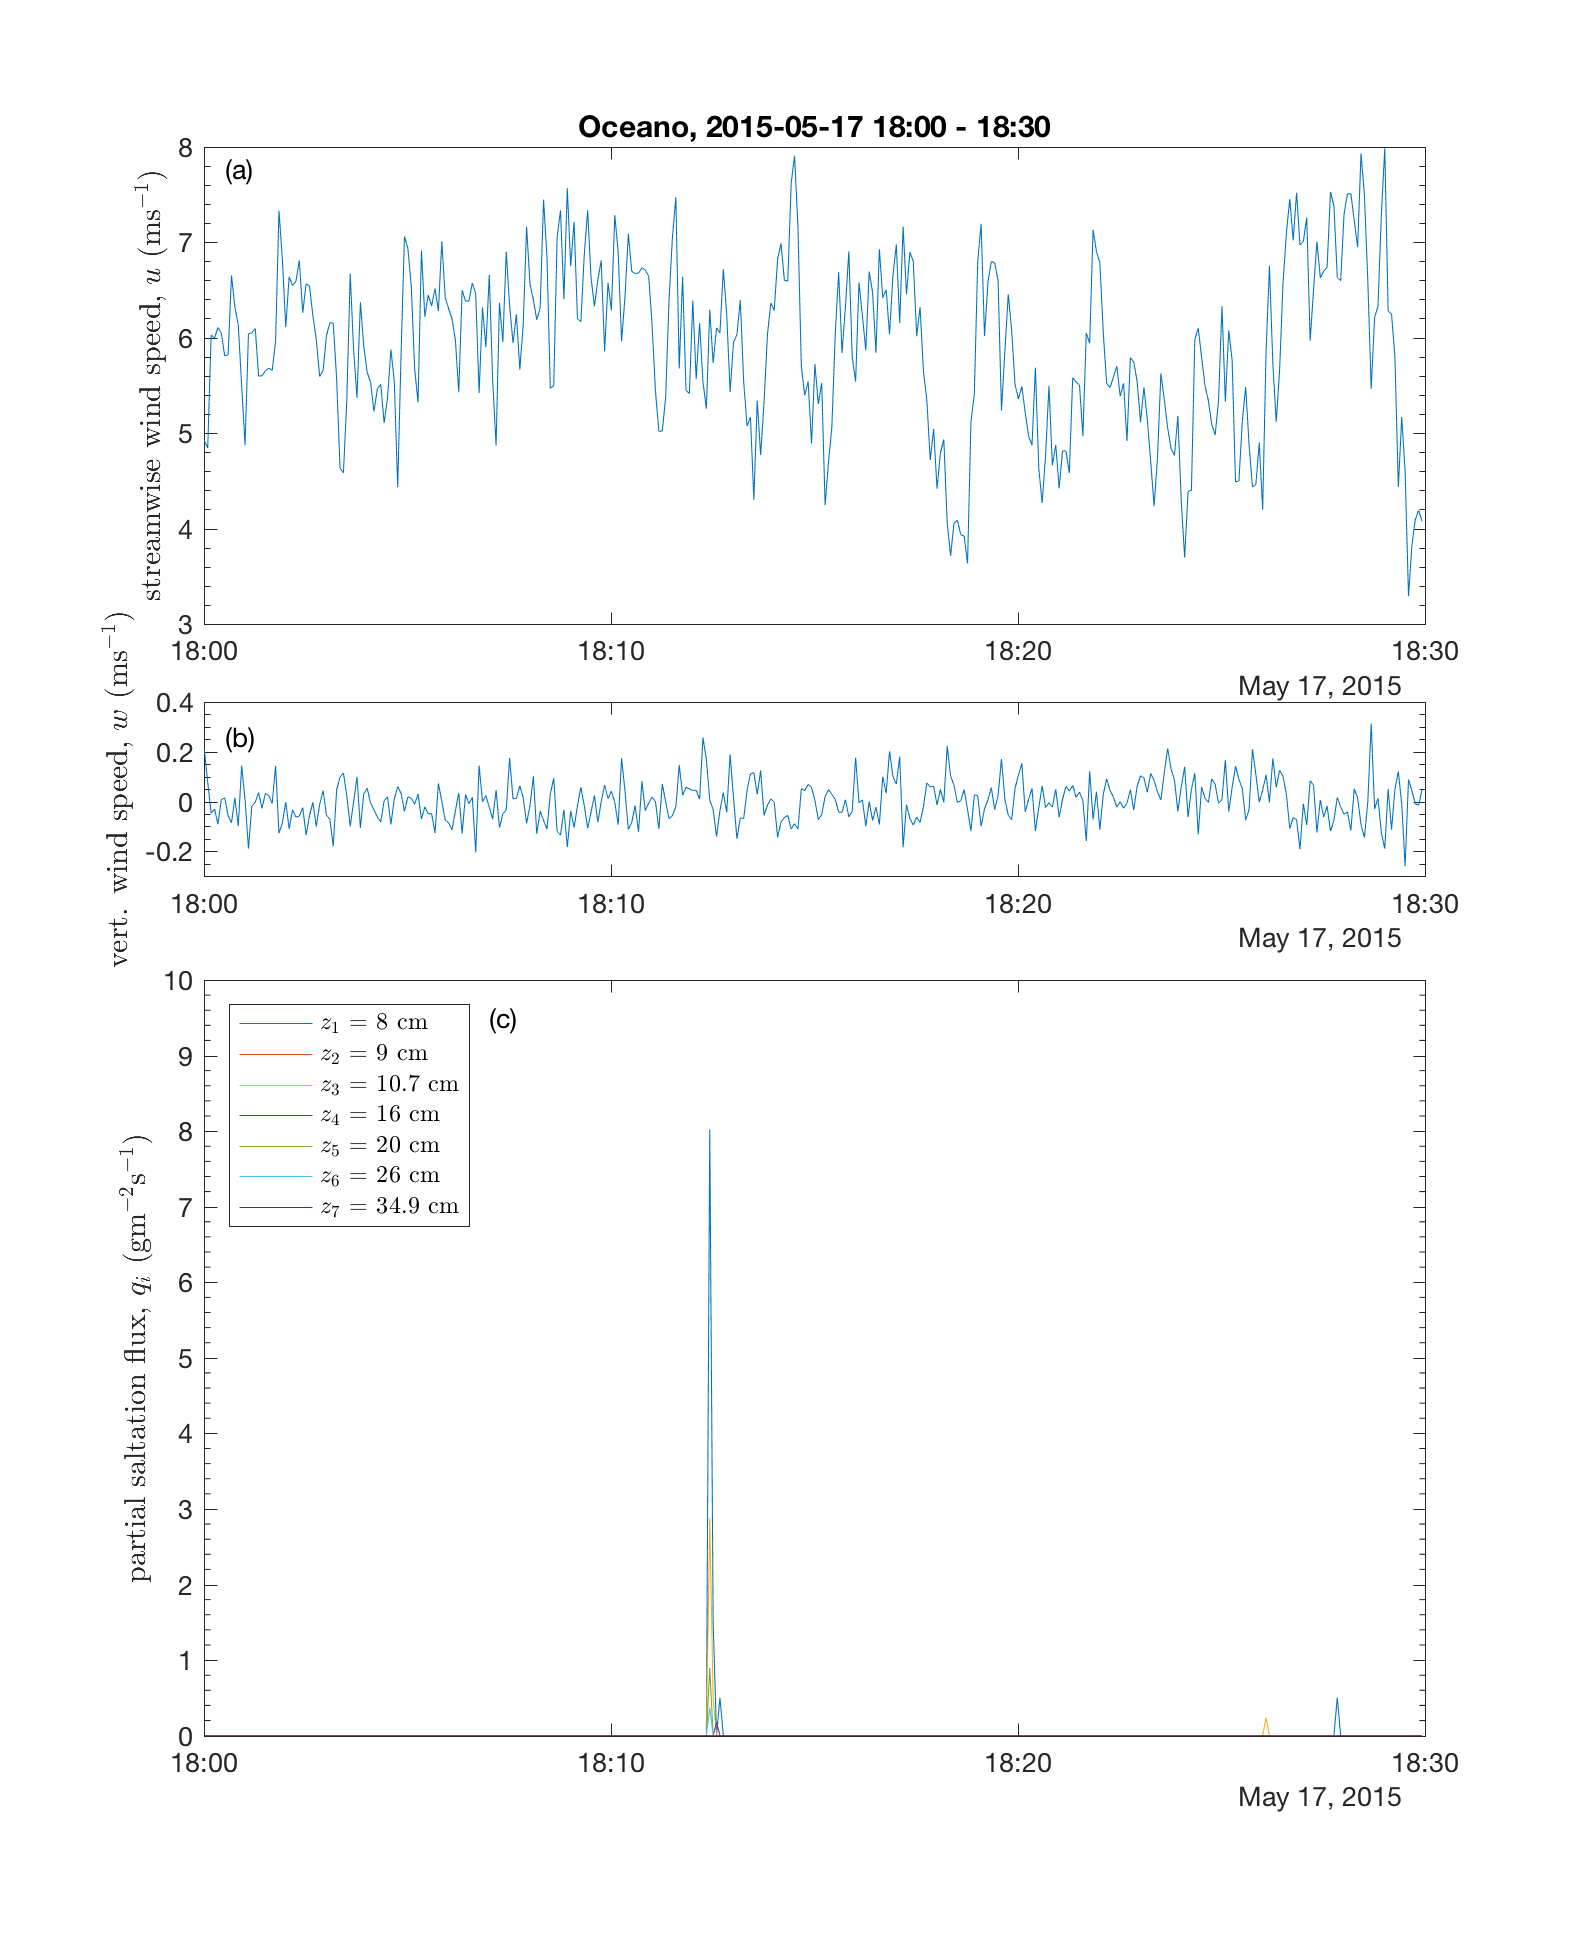 Oceano, 2015-05-17 18:00 - 18:30
(a)
streamwise wind speed, u (ms⁻¹)
8
7
6
5
4
3
18:00 18:10 18:20 18:30
May 17, 2015
(b)
vert. wind speed, w (ms⁻¹)
0.4
0.2
0
-0.2
18:00 18:10 18:20 18:30
May 17, 2015
(c)
partial saltation flux, qᵢ (gm⁻²s⁻¹)
10
9
8
7
6
5
4
3
2
1
0
z₁ = 8 cm
z₂ = 9 cm
z₃ = 10.7 cm
z₄ = 16 cm
z₅ = 20 cm
z₆ = 26 cm
z₇ = 34.9 cm
18:00 18:10 18:20 18:30
May 17, 2015